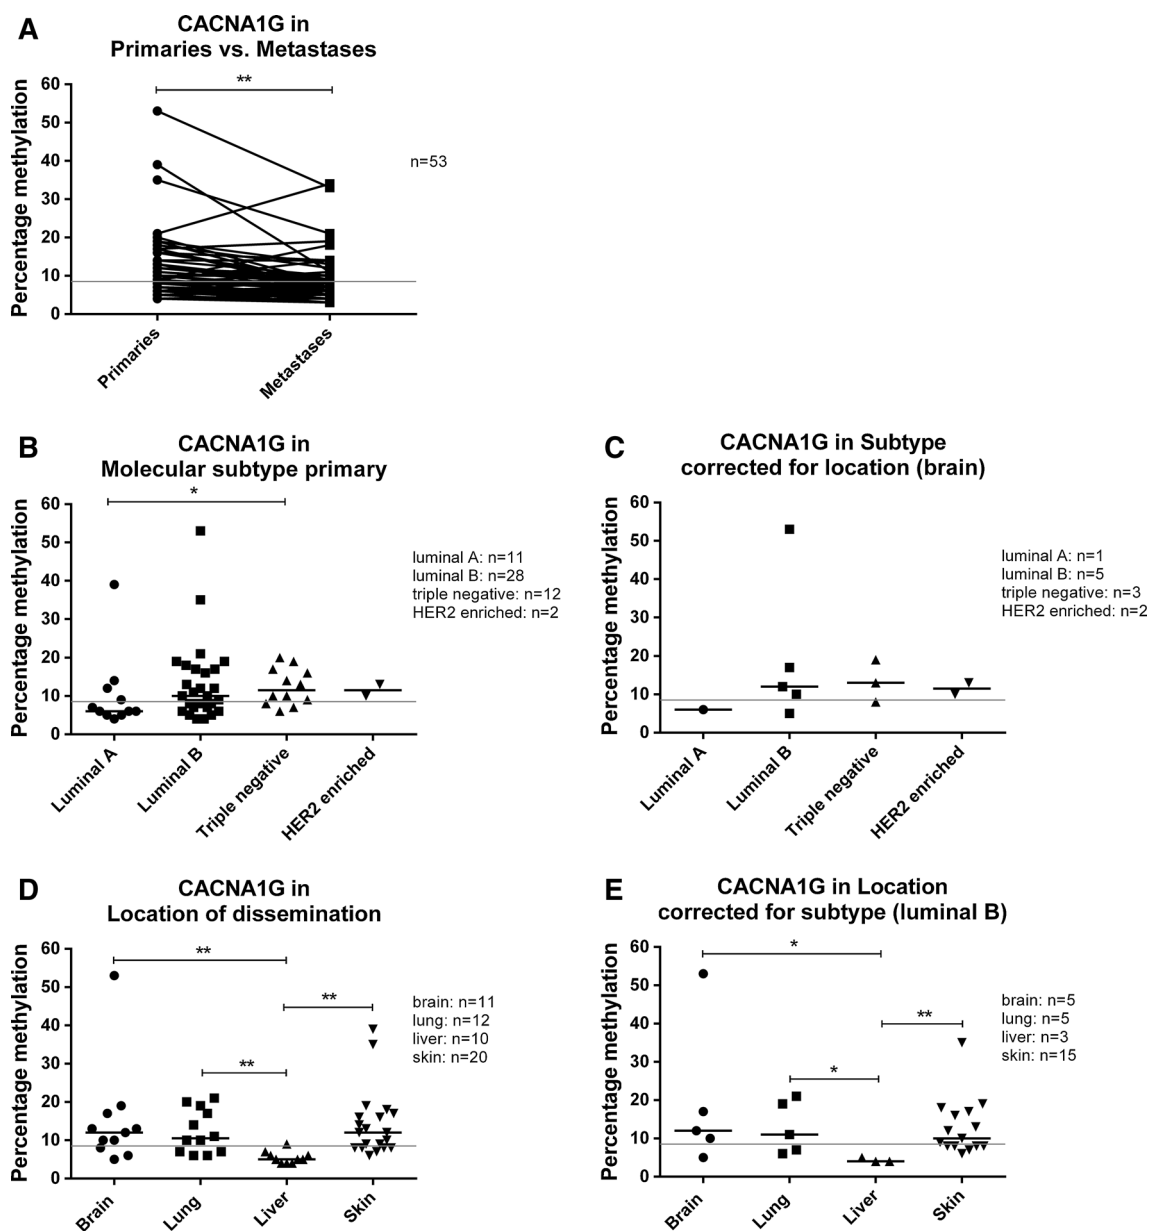 A
CACNA1G in
Primaries vs. Metastases
Percentage methylation
60
50
40
30
20
10
0
**
n=53
Primaries
Metastases
B
CACNA1G in
Molecular subtype primary
Percentage methylation
60
50
40
30
20
10
0
*
luminal A: n=11
luminal B: n=28
triple negative: n=12
HER2 enriched: n=2
Luminal A
Luminal B
Triple negative
HER2 enriched
C
CACNA1G in Subtype
corrected for location (brain)
Percentage methylation
60
50
40
30
20
10
0
luminal A: n=1
luminal B: n=5
triple negative: n=3
HER2 enriched: n=2
Luminal A
Luminal B
Triple negative
HER2 enriched
D
CACNA1G in
Location of dissemination
Percentage methylation
60
50
40
30
20
10
0
**
**
**
brain: n=11
lung: n=12
liver: n=10
skin: n=20
Brain
Lung
Liver
Skin
E
CACNA1G in Location
corrected for subtype (luminal B)
Percentage methylation
60
50
40
30
20
10
0
*
**
*
brain: n=5
lung: n=5
liver: n=3
skin: n=15
Brain
Lung
Liver
Skin